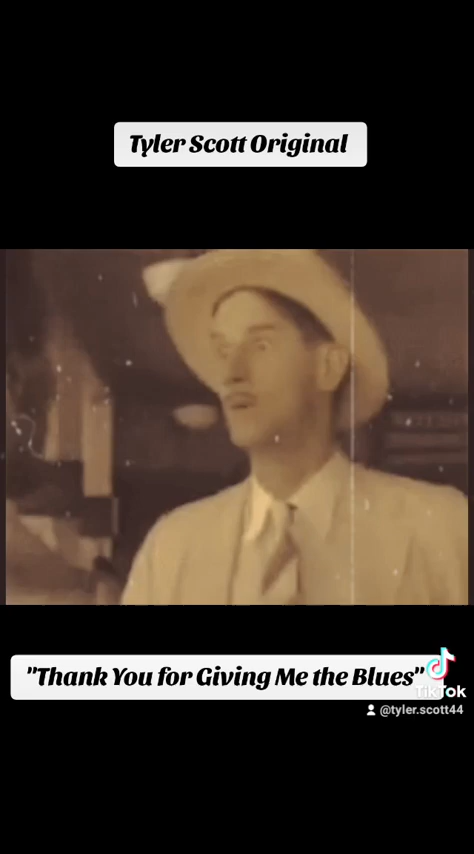 Tyler Scott Original
"Thank You for Giving Me the Blues"
TikTok
@tyler.scott44